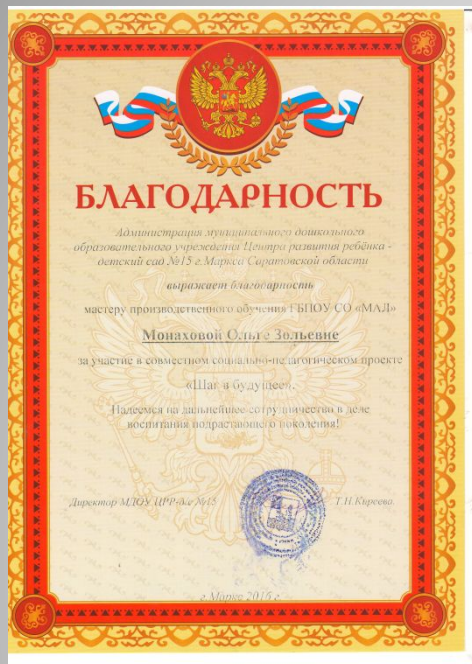 БЛАГОДАРНОСТЬ
Администрация муниципального дошкольного
образовательного учреждения Центра развития ребёнка -
детский сад №15 г.Маркса Саратовской области
выражает благодарность
мастеру производственного обучения ГБПОУ СО «МАЛ»
Монаховой Ольге Зольевне
за участие в совместном социально-педагогическом проекте
«Шаг в будущее».
Надеемся на дальнейшее сотрудничество в деле
воспитания подрастающего поколения!
Директор МДОУ ЦРР-д/с №15 Т.Н.Киреева
г.Маркс 2016 г.